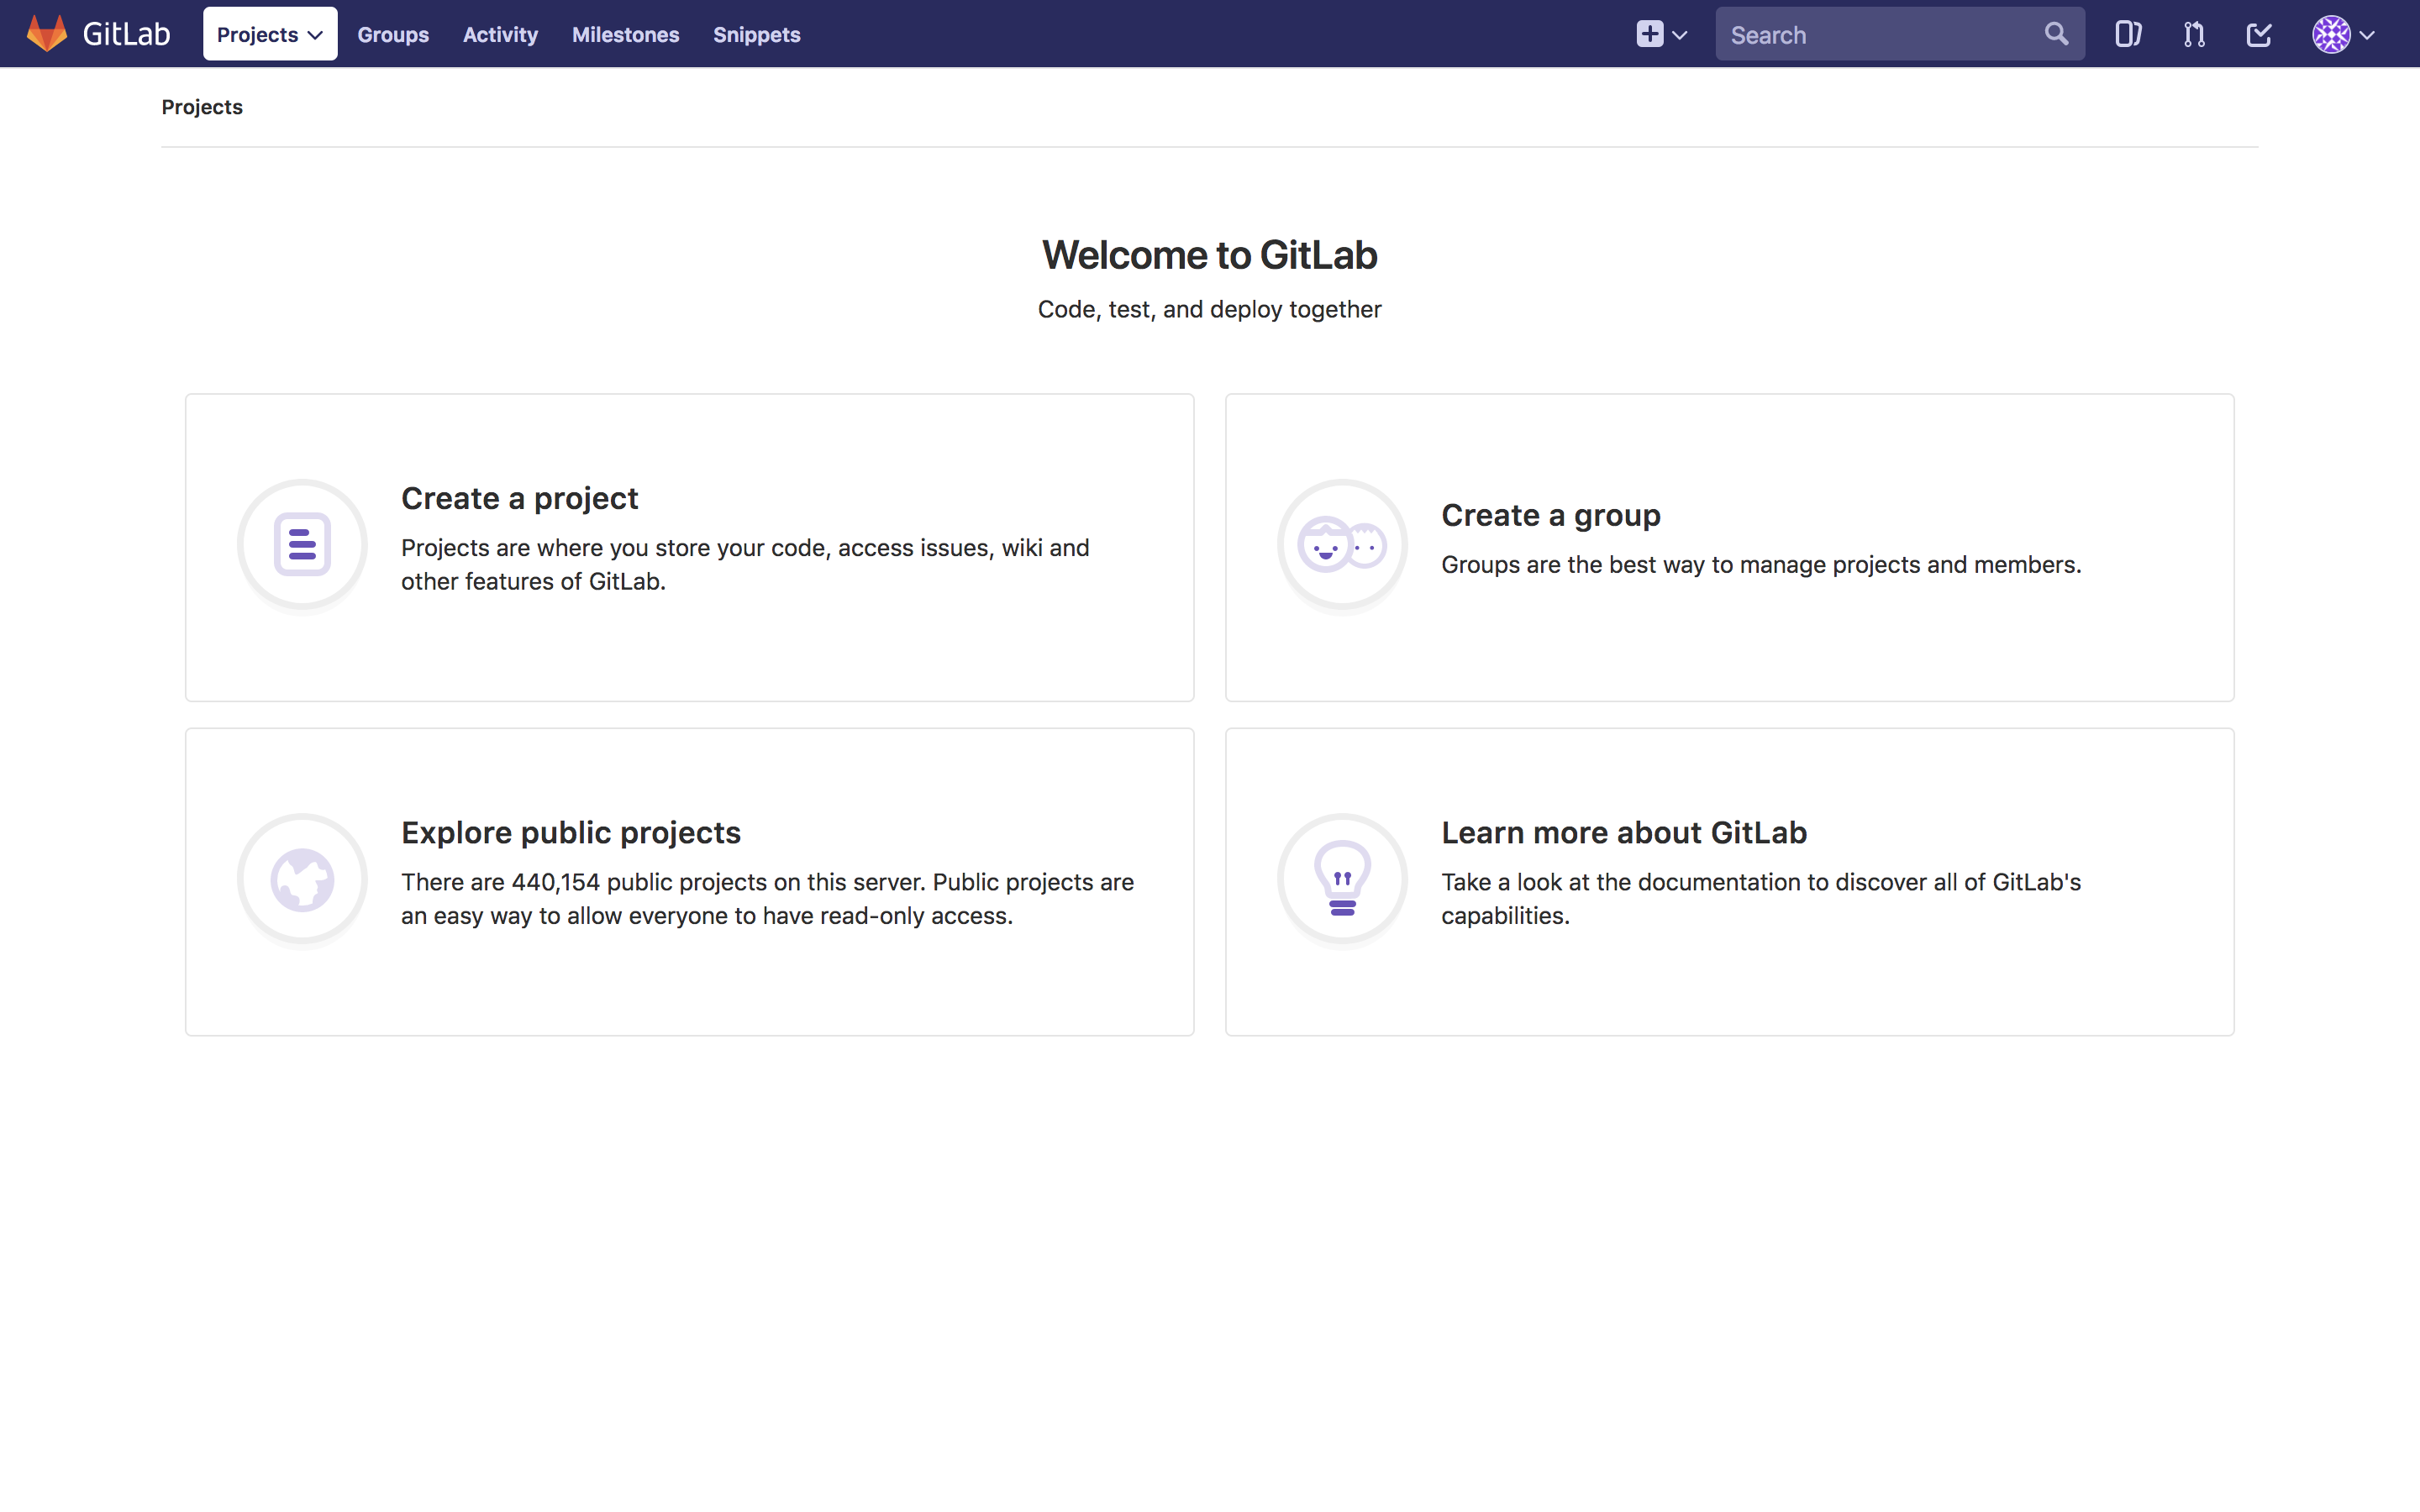 GitLab Projects Groups Activity Milestones Snippets Search
Projects
Welcome to GitLab
Code, test, and deploy together
Create a project
Projects are where you store your code, access issues, wiki and
other features of GitLab.
Create a group
Groups are the best way to manage projects and members.
Explore public projects
There are 440,154 public projects on this server. Public projects are
an easy way to allow everyone to have read-only access.
Learn more about GitLab
Take a look at the documentation to discover all of GitLab's
capabilities.